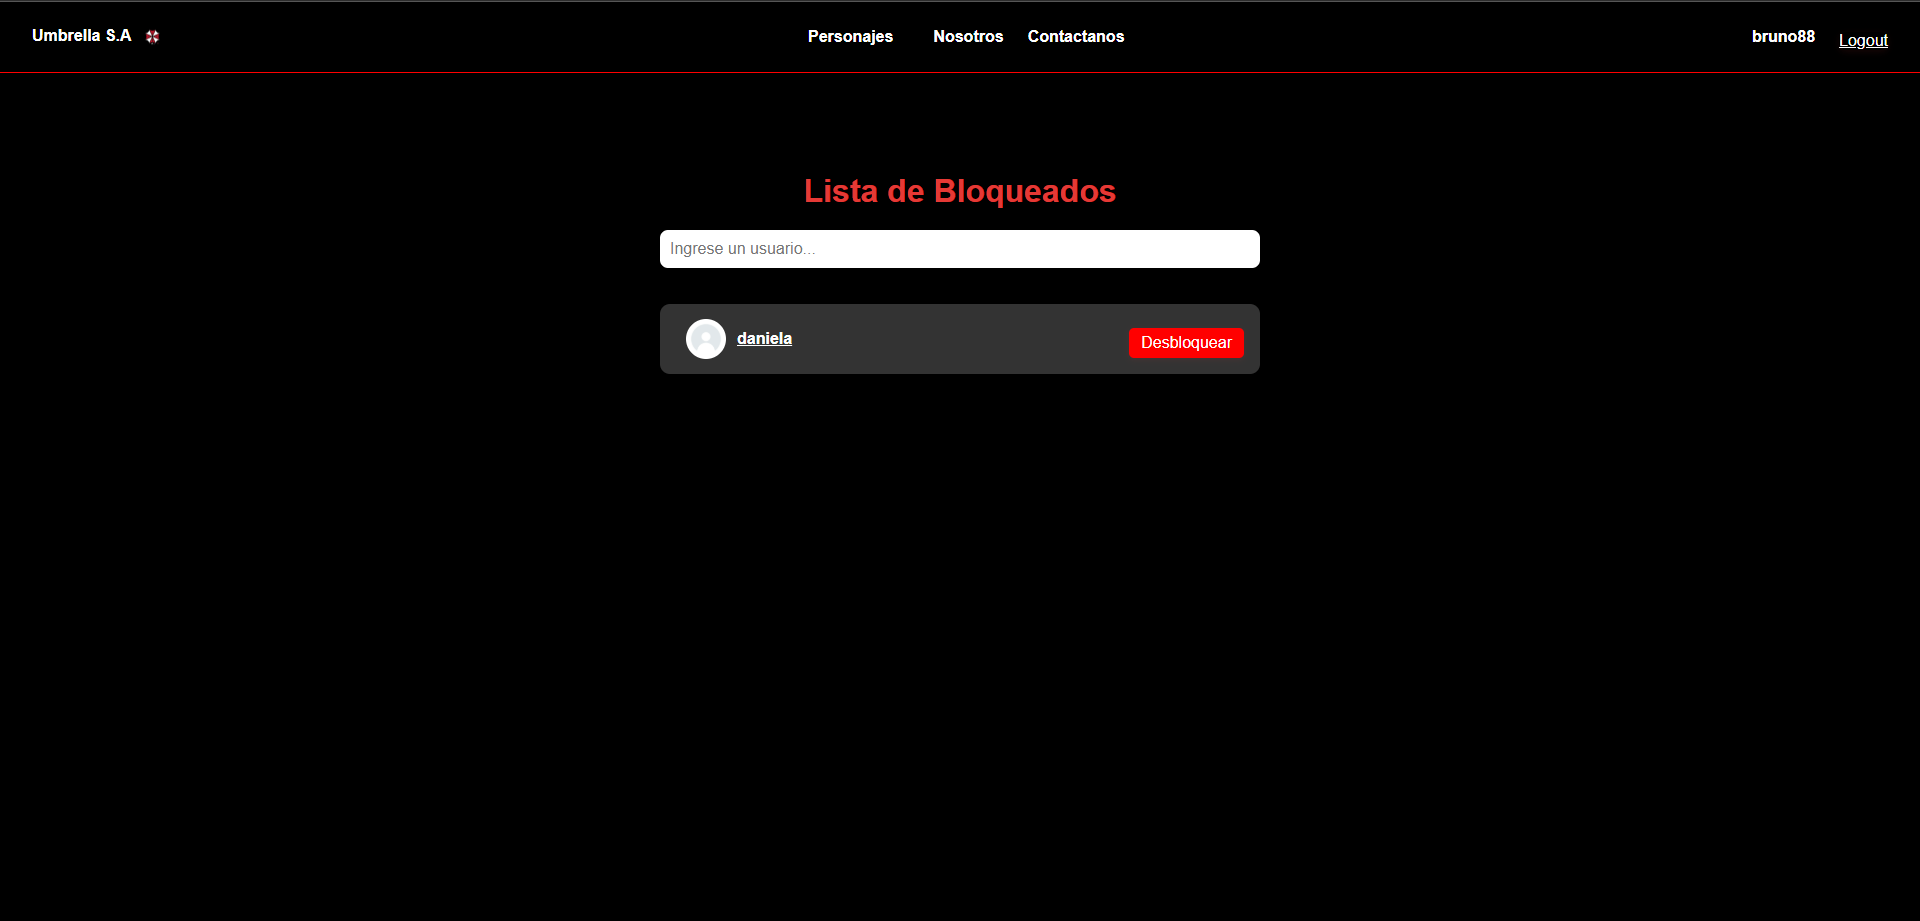 Umbrella S.A
Personajes
Nosotros
Contactanos
bruno88
Logout
Lista de Bloqueados
Ingrese un usuario...
daniela
Desbloquear